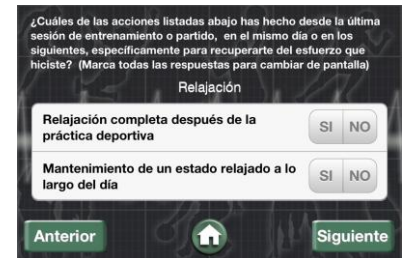 ¿Cuáles de las acciones listadas abajo has hecho desde la última
sesión de entrenamiento o partido, en el mismo día o en los
siguientes, específicamente para recuperarte del esfuerzo que
hiciste? (Marca todas las respuestas para cambiar de pantalla)
Relajación
Relajación completa después de la
práctica deportiva
SI NO
Mantenimiento de un estado relajado a lo
largo del día
SI NO
Anterior
Siguiente